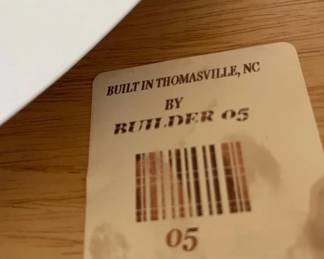 BUILT IN THOMASVILLE, NC
BY
BUILDER 05
05